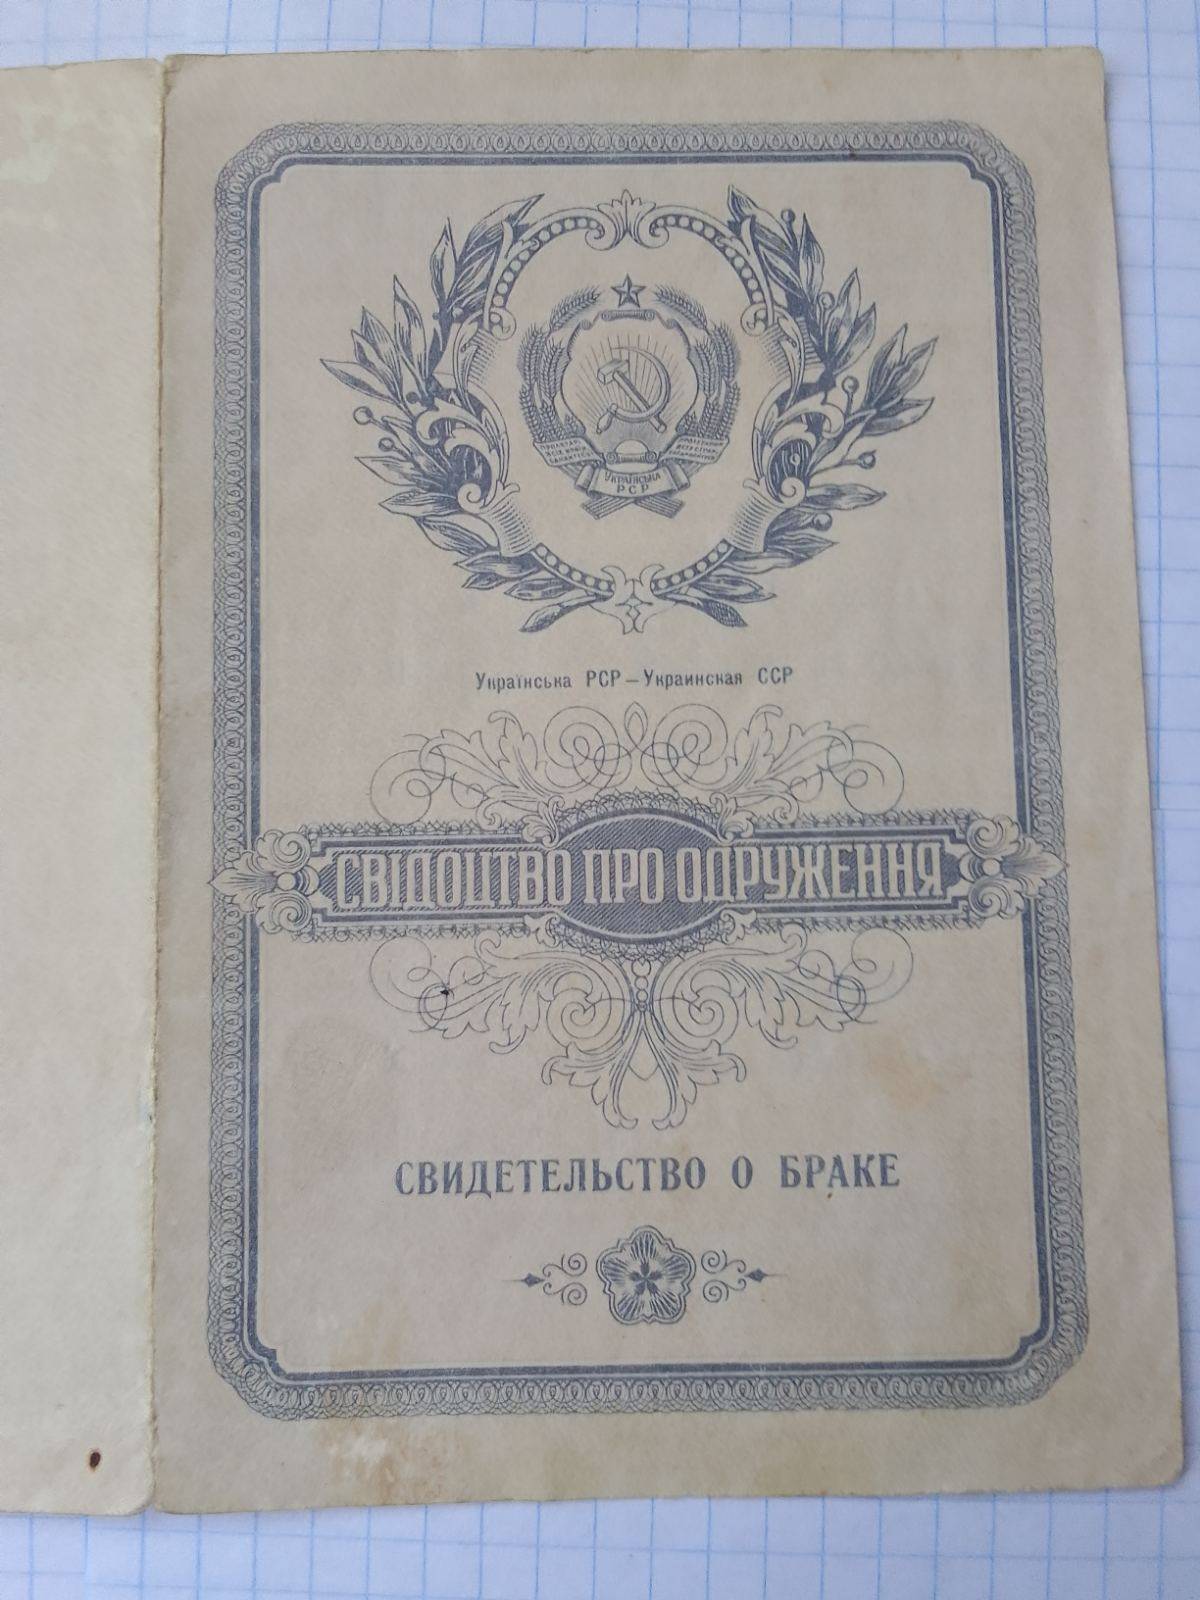 УКРАЇНСЬКА
РСР
Українська РСР – Украинская ССР
СВІДОЦТВО ПРО ОДРУЖЕННЯ
СВИДЕТЕЛЬСТВО О БРАКЕ